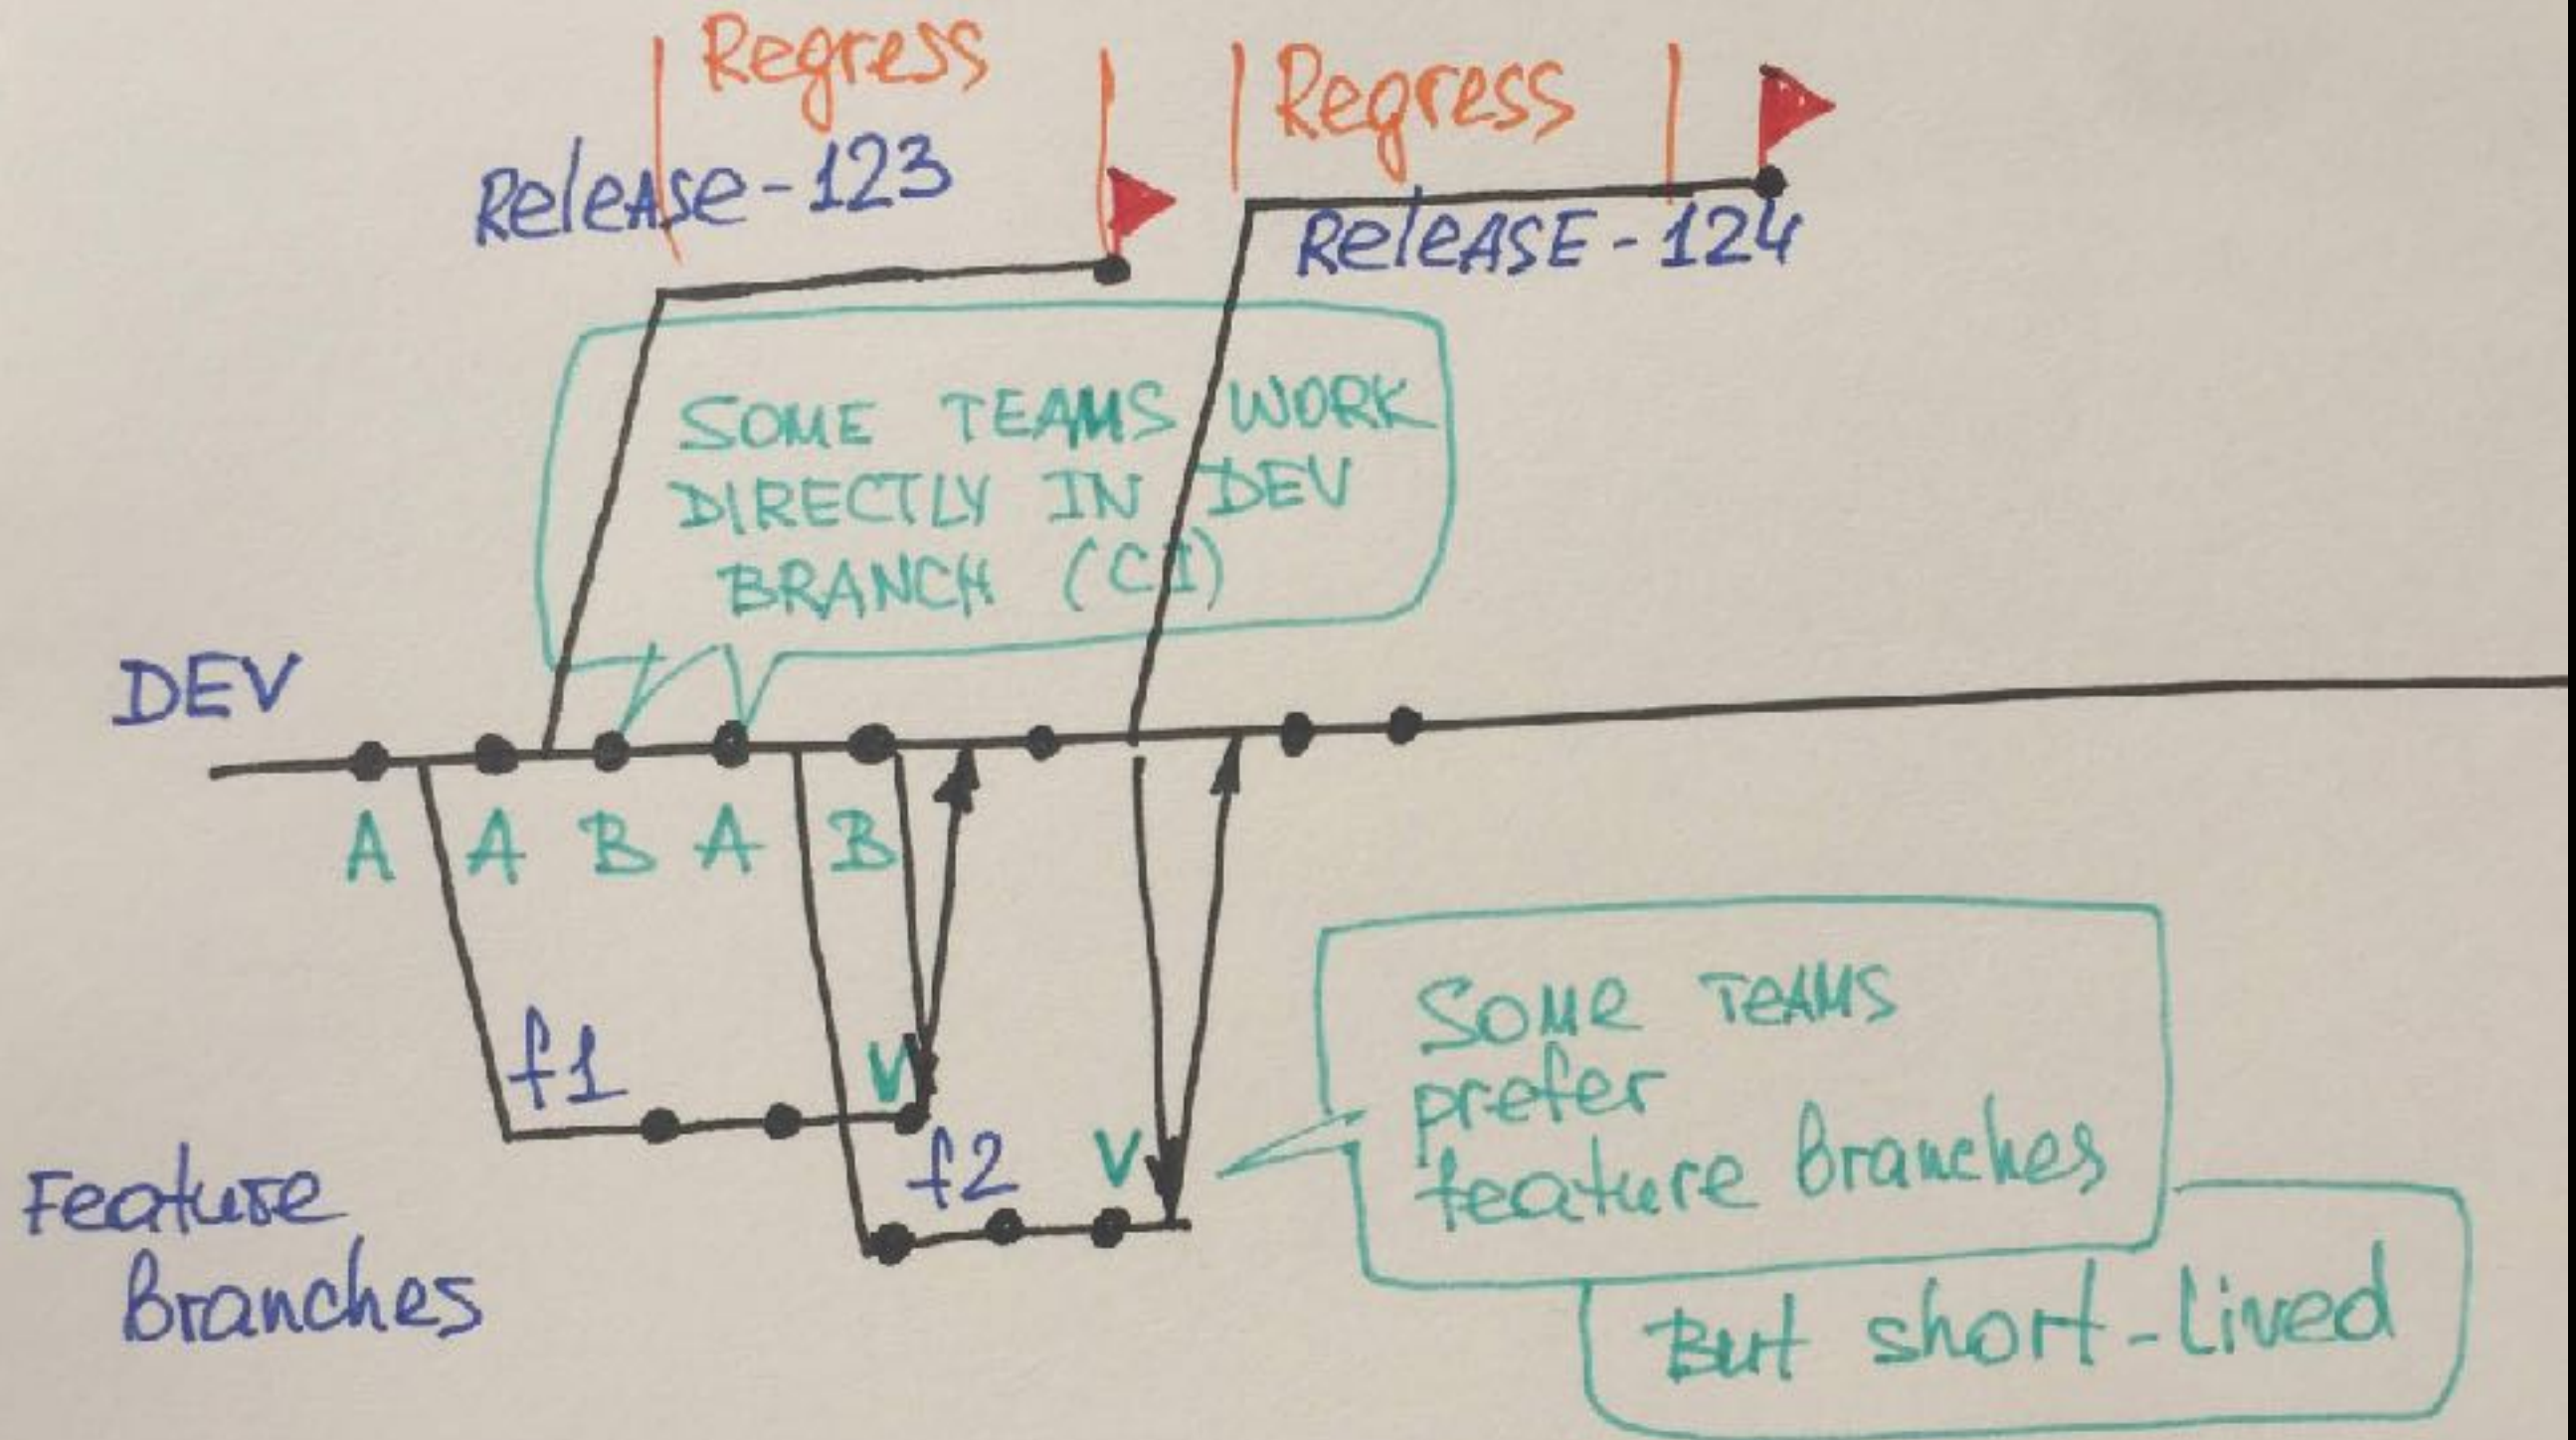 Regress
Regress
Release-123
RELEASE-124
SOME TEAMS WORK
DIRECTLY IN DEV
BRANCH (CI)
DEV
A A B A B
f1
V
f2
V
Feature
Branches
SOMe TeAMS
prefer
feature Branches
But short-lived